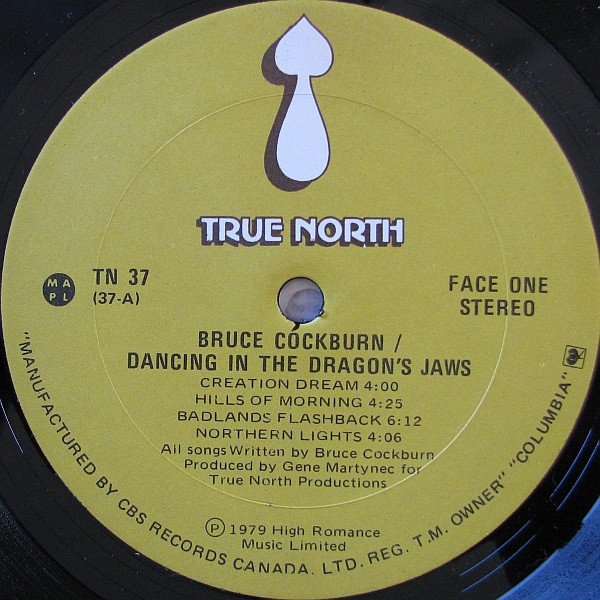 TRUE NORTH
TN 37
(37-A)
M A
P L
FACE ONE
STEREO
BRUCE COCKBURN /
DANCING IN THE DRAGON'S JAWS
CREATION DREAM 4:00
HILLS OF MORNING 4:25
BADLANDS FLASHBACK 6:12
NORTHERN LIGHTS 4:06
All songs Written by Bruce Cockburn
Produced by Gene Martynec for
True North Productions
Ⓟ 1979 High Romance
Music Limited
"MANUFACTURED BY CBS RECORDS CANADA. LTD. REG. T.M. OWNER" "COLUMBIA"